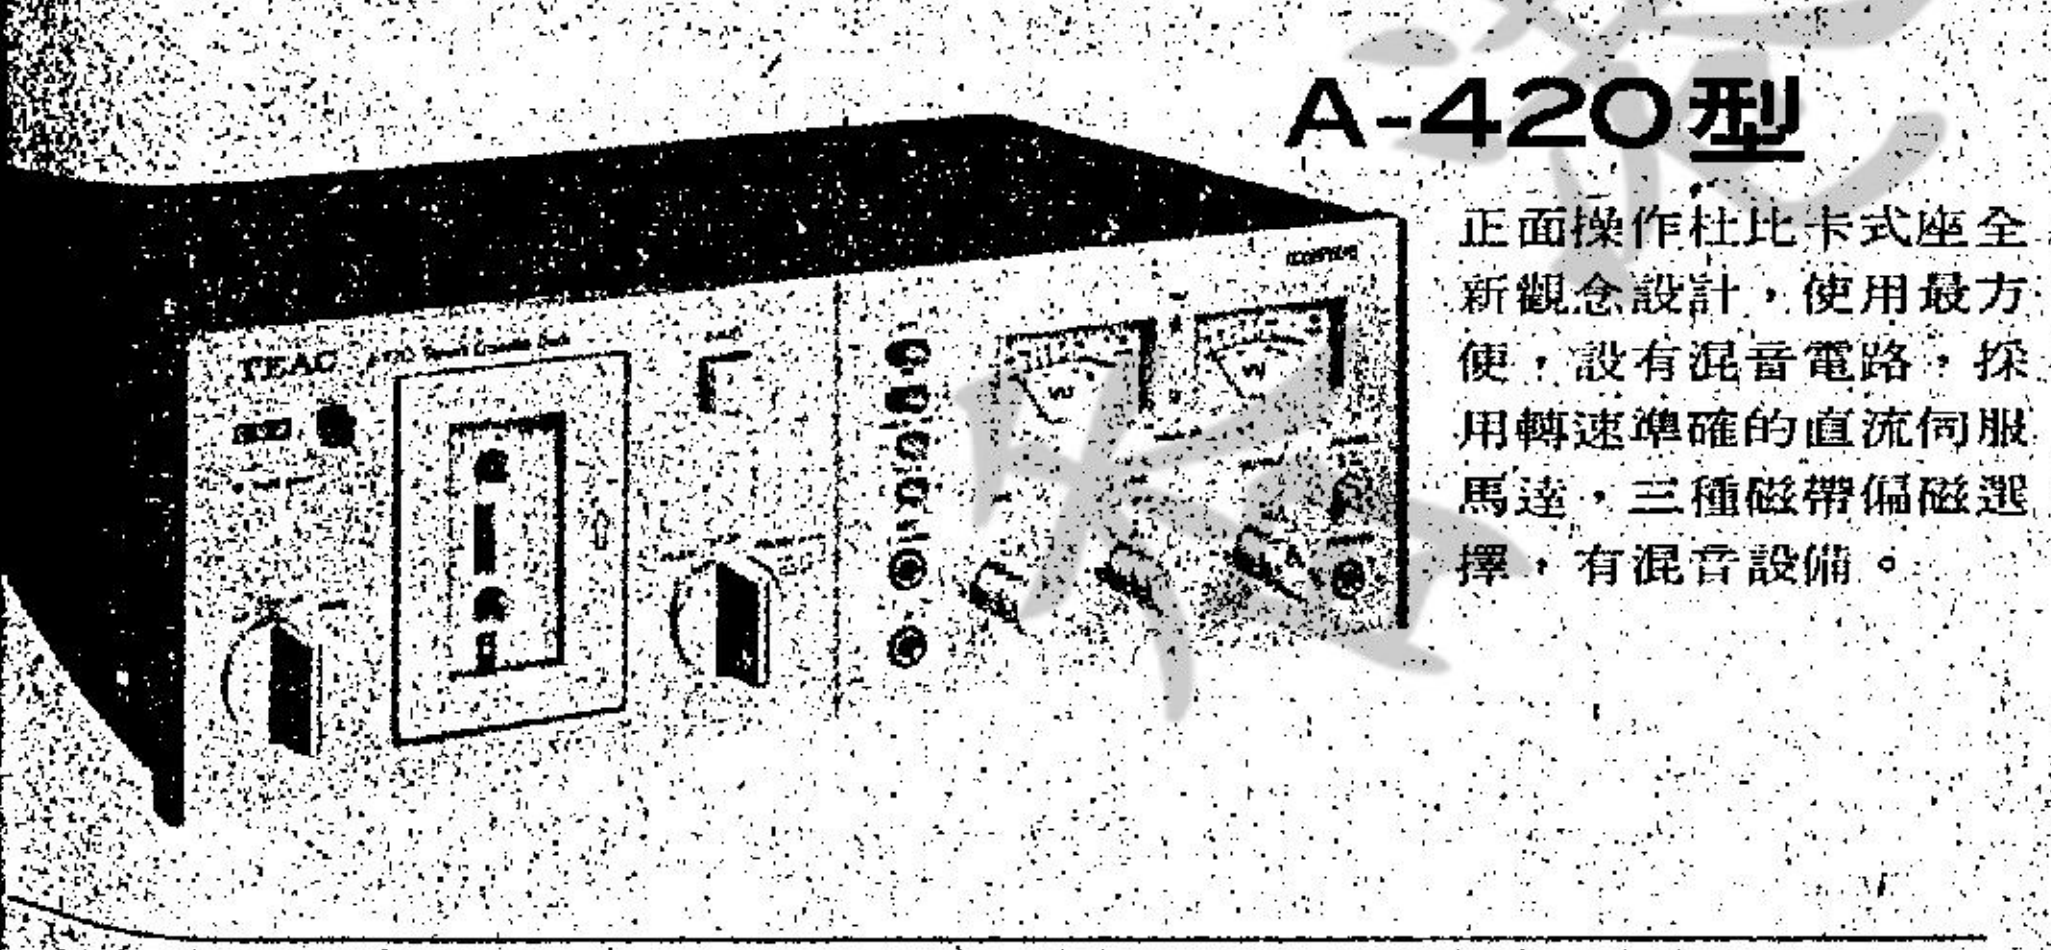 A-420型
正面操作杜比卡式座全
新觀念設計，使用最方
便，設有混音電路，採
用轉速準確的直流伺服
馬達，三種磁帶偏磁選
擇，有混音設備。
TEAC